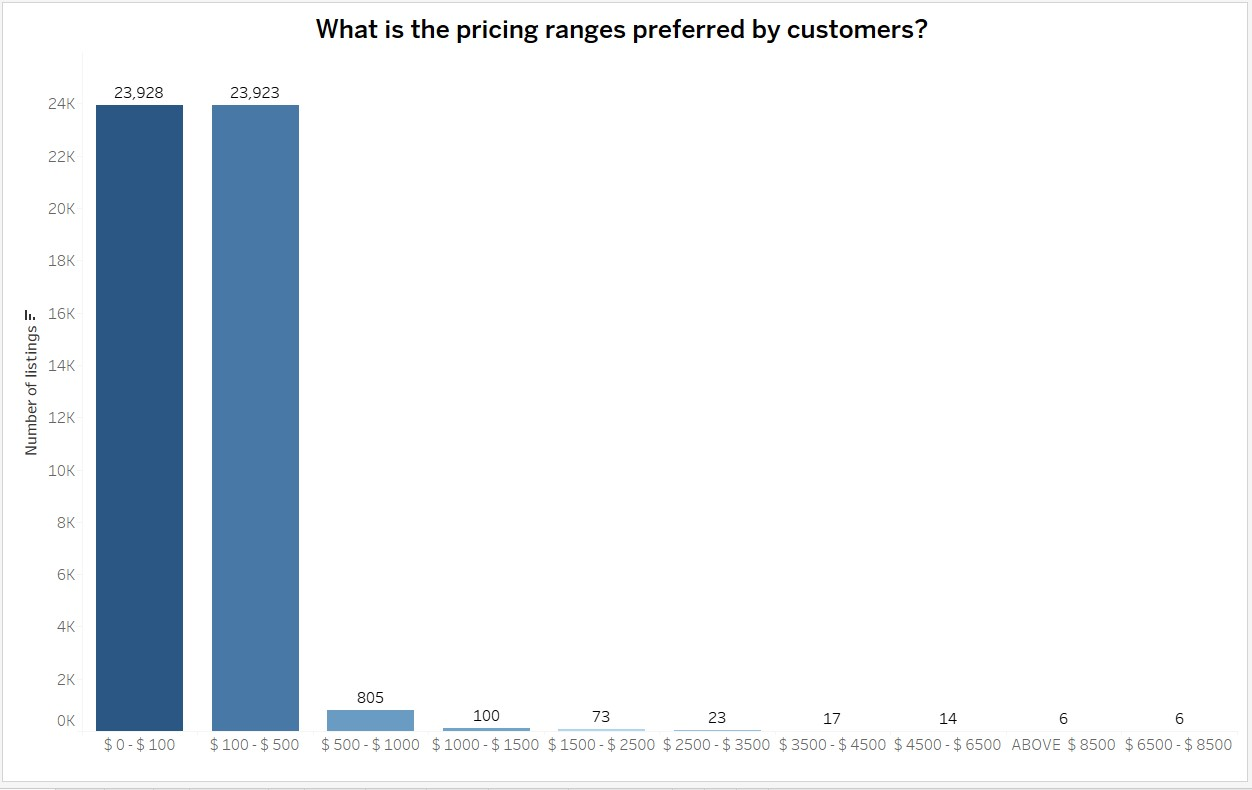 What is the pricing ranges preferred by customers?
Number of listings
24K
22K
20K
18K
16K
14K
12K
10K
8K
6K
4K
2K
0K
23,928 23,923 805 100 73 23 17 14 6 6
$ 0 - $ 100 $ 100 - $ 500 $ 500 - $ 1000 $ 1000 - $ 1500 $ 1500 - $ 2500 $ 2500 - $ 3500 $ 3500 - $ 4500 $ 4500 - $ 6500 ABOVE $ 8500 $ 6500 - $ 8500